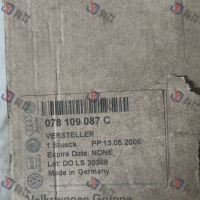 078 109 087 C
VERSTELLER
1 Stueck PP 13.05.2006
Expire Date: NONE
Lot: DO LS 30368
Made in Germany
Volkswagen Gruppe